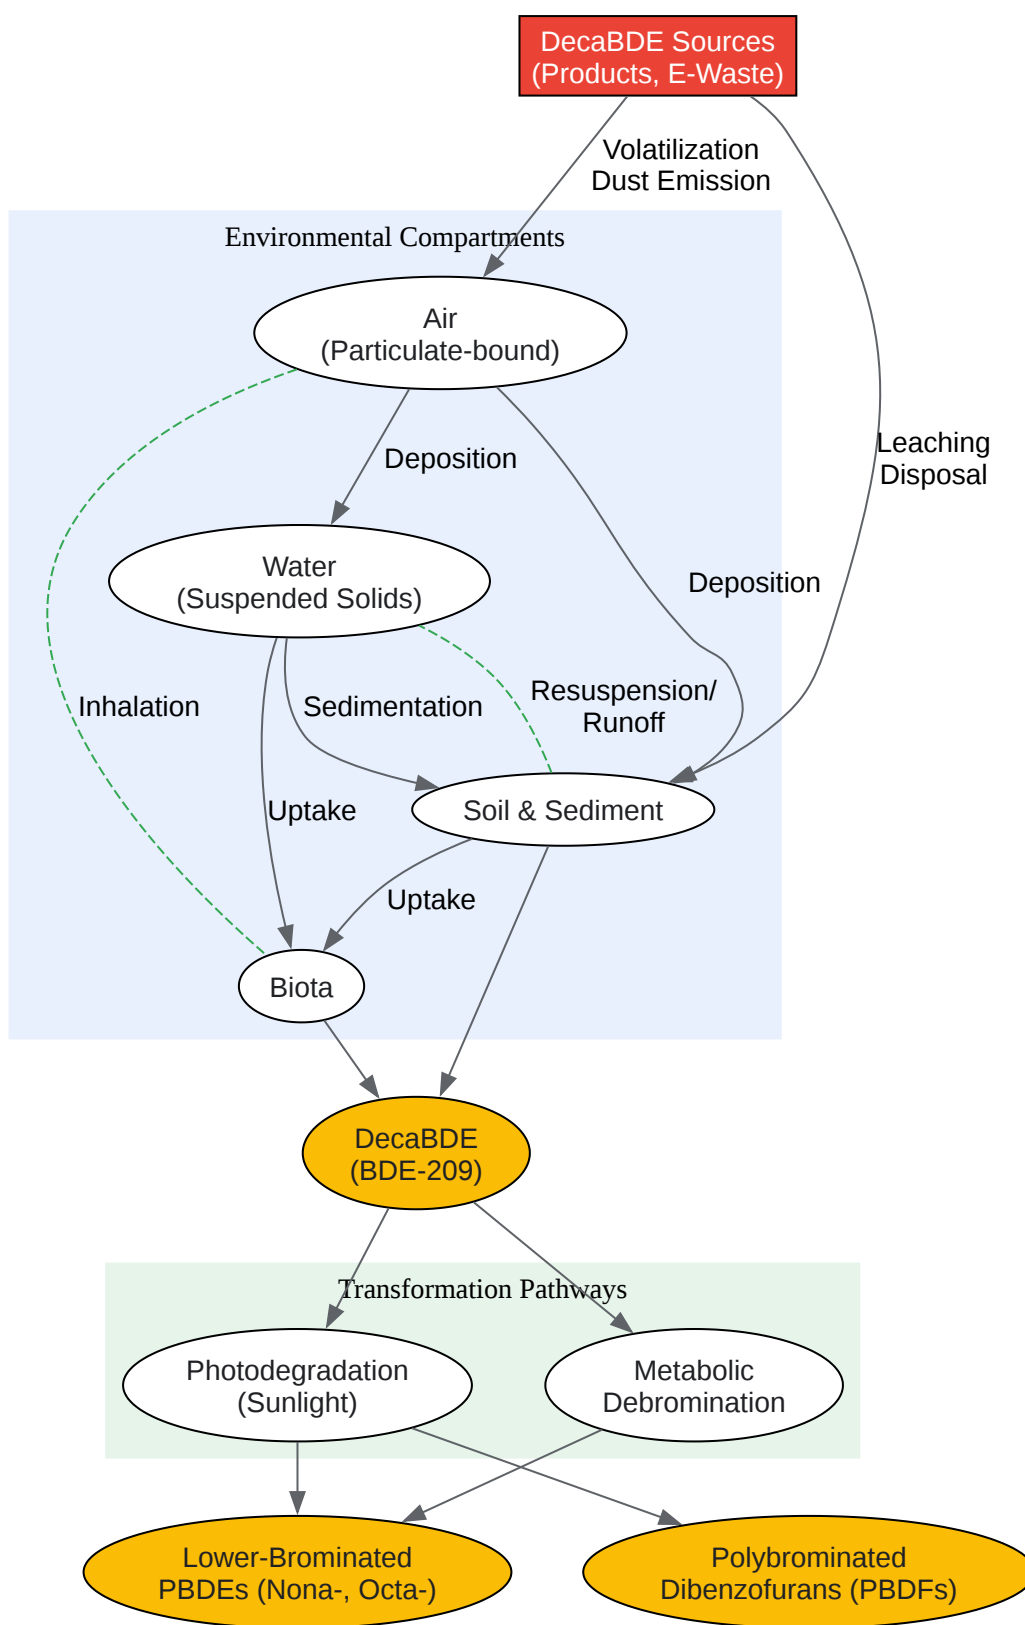 DecaBDE Sources
(Products, E-Waste)
Volatilization
Dust Emission
Environmental Compartments
Air
(Particulate-bound)
Deposition
Leaching
Disposal
Water
(Suspended Solids)
Deposition
Inhalation
Sedimentation
Resuspension/
Runoff
Uptake
Soil & Sediment
Uptake
Biota
DecaBDE
(BDE-209)
Transformation Pathways
Photodegradation
(Sunlight)
Metabolic
Debromination
Lower-Brominated
PBDEs (Nona-, Octa-)
Polybrominated
Dibenzofurans (PBDFs)